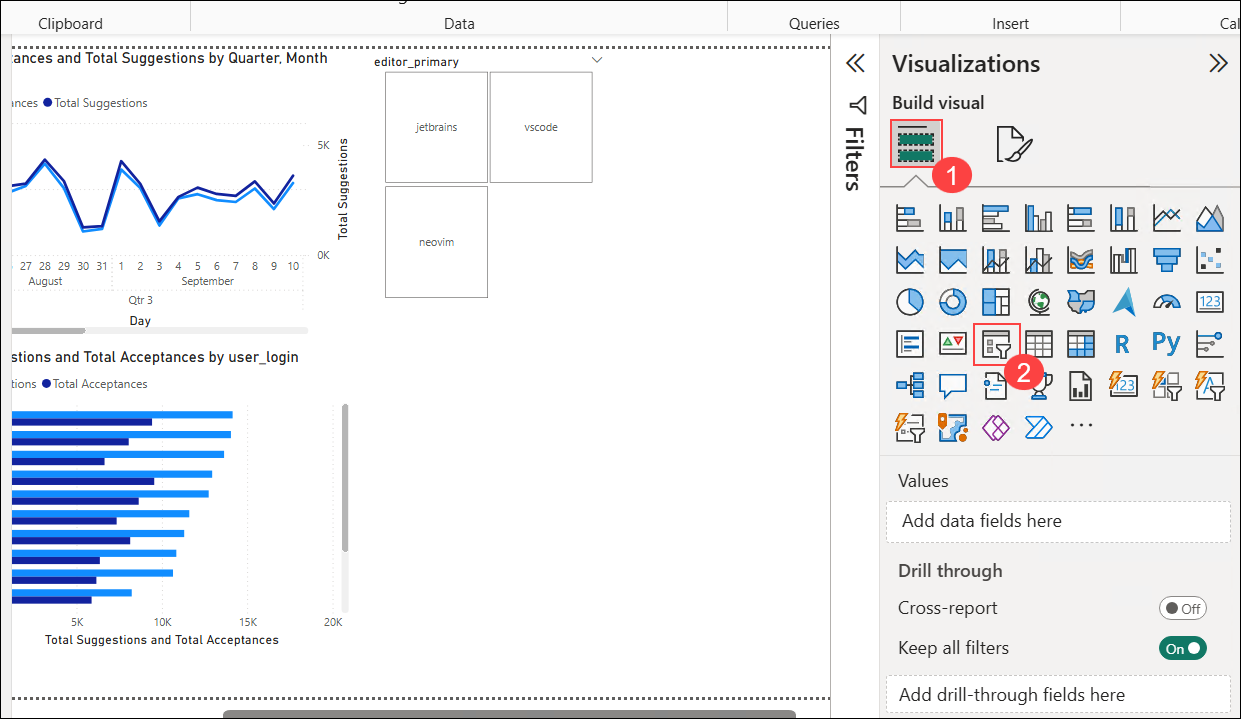 Clipboard
Data
Queries
Insert
Cal
tances and Total Suggestions by Quarter, Month
nces Total Suggestions
5K
0K
Total Suggestions
27 28 29 30 31 1 2 3 4 5 6 7 8 9 10
August September
Qtr 3
Day
stions and Total Acceptances by user_login
tions Total Acceptances
5K 10K 15K 20K
Total Suggestions and Total Acceptances
editor_primary
jetbrains
vscode
neovim
Filters
Visualizations
Build visual
1
123
R
Py
2
123
A
Values
Add data fields here
Drill through
Cross-report
Off
Keep all filters
On
Add drill-through fields here